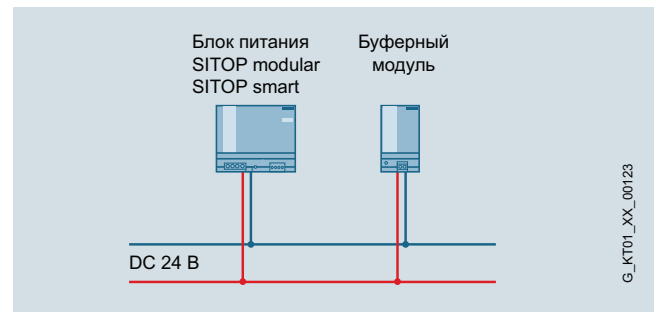 Блок питания
SITOP modular
SITOP smart
Буферный
модуль
DC 24 В
G_KT01_XX_00123